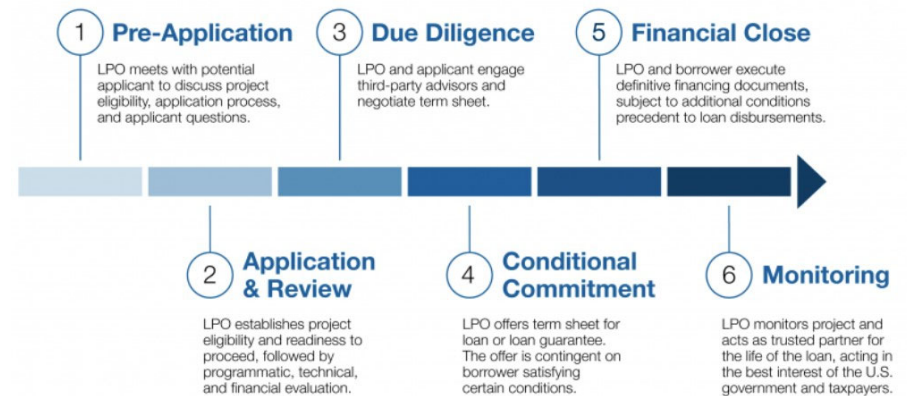 1
Pre-Application
LPO meets with potential
applicant to discuss project
eligibility, application process,
and applicant questions.
3
Due Diligence
LPO and applicant engage
third-party advisors and
negotiate term sheet.
5
Financial Close
LPO and borrower execute
definitive financing documents,
subject to additional conditions
precedent to loan disbursements.
2
Application
& Review
LPO establishes project
eligibility and readiness to
proceed, followed by
programmatic, technical,
and financial evaluation.
4
Conditional
Commitment
LPO offers term sheet for
loan or loan guarantee.
The offer is contingent on
borrower satisfying
certain conditions.
6
Monitoring
LPO monitors project and
acts as trusted partner for
the life of the loan, acting in
the best interest of the U.S.
government and taxpayers.